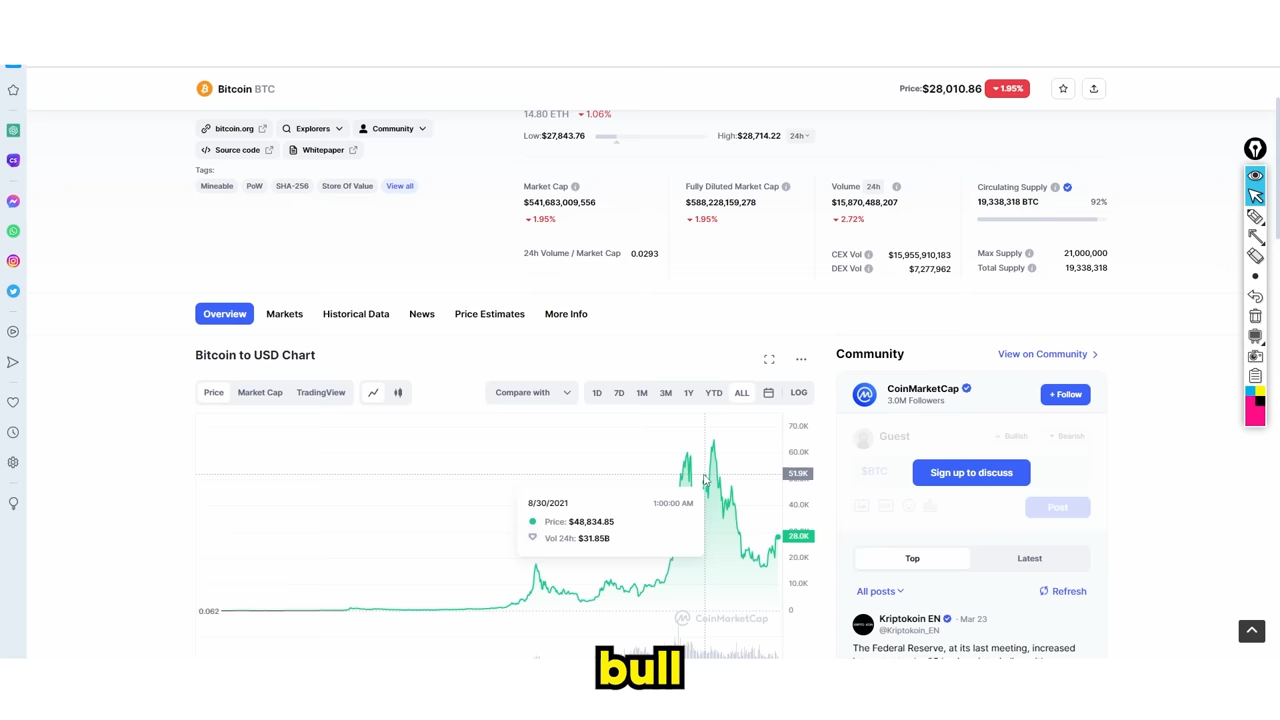 Bitcoin BTC
Price: $28,010.86 1.95%
14.80 ETH 1.06%
bitcoin.org Explorers Community
Low: $27,843.76 High: $28,714.22 24h
Source code Whitepaper
Tags:
Mineable PoW SHA-256 Store Of Value View all
Market Cap Fully Diluted Market Cap Volume 24h Circulating Supply
$541,683,009,556 $588,228,159,278 $15,870,488,207 19,338,318 BTC 92%
1.95% 1.95% 2.72%
24h Volume / Market Cap 0.0293 CEX Vol $15,955,910,183 Max Supply 21,000,000
DEX Vol $7,277,962 Total Supply 19,338,318
Overview Markets Historical Data News Price Estimates More Info
Bitcoin to USD Chart
Price Market Cap TradingView Compare with 1D 7D 1M 3M 1Y YTD ALL LOG
70.0K
60.0K
51.9K
40.0K
28.0K
20.0K
10.0K
0
8/30/2021 1:00:00 AM
Price: $48,834.85
Vol 24h: $31.85B
0.062
CoinMarketCap
Community View on Community
CoinMarketCap
3.0M Followers
+ Follow
Guest Bullish Bearish
$BTC
Sign up to discuss
Post
Top Latest
All posts Refresh
Kriptokoin EN · Mar 23
@Kriptokoin_EN
The Federal Reserve, at its last meeting, increased
bull